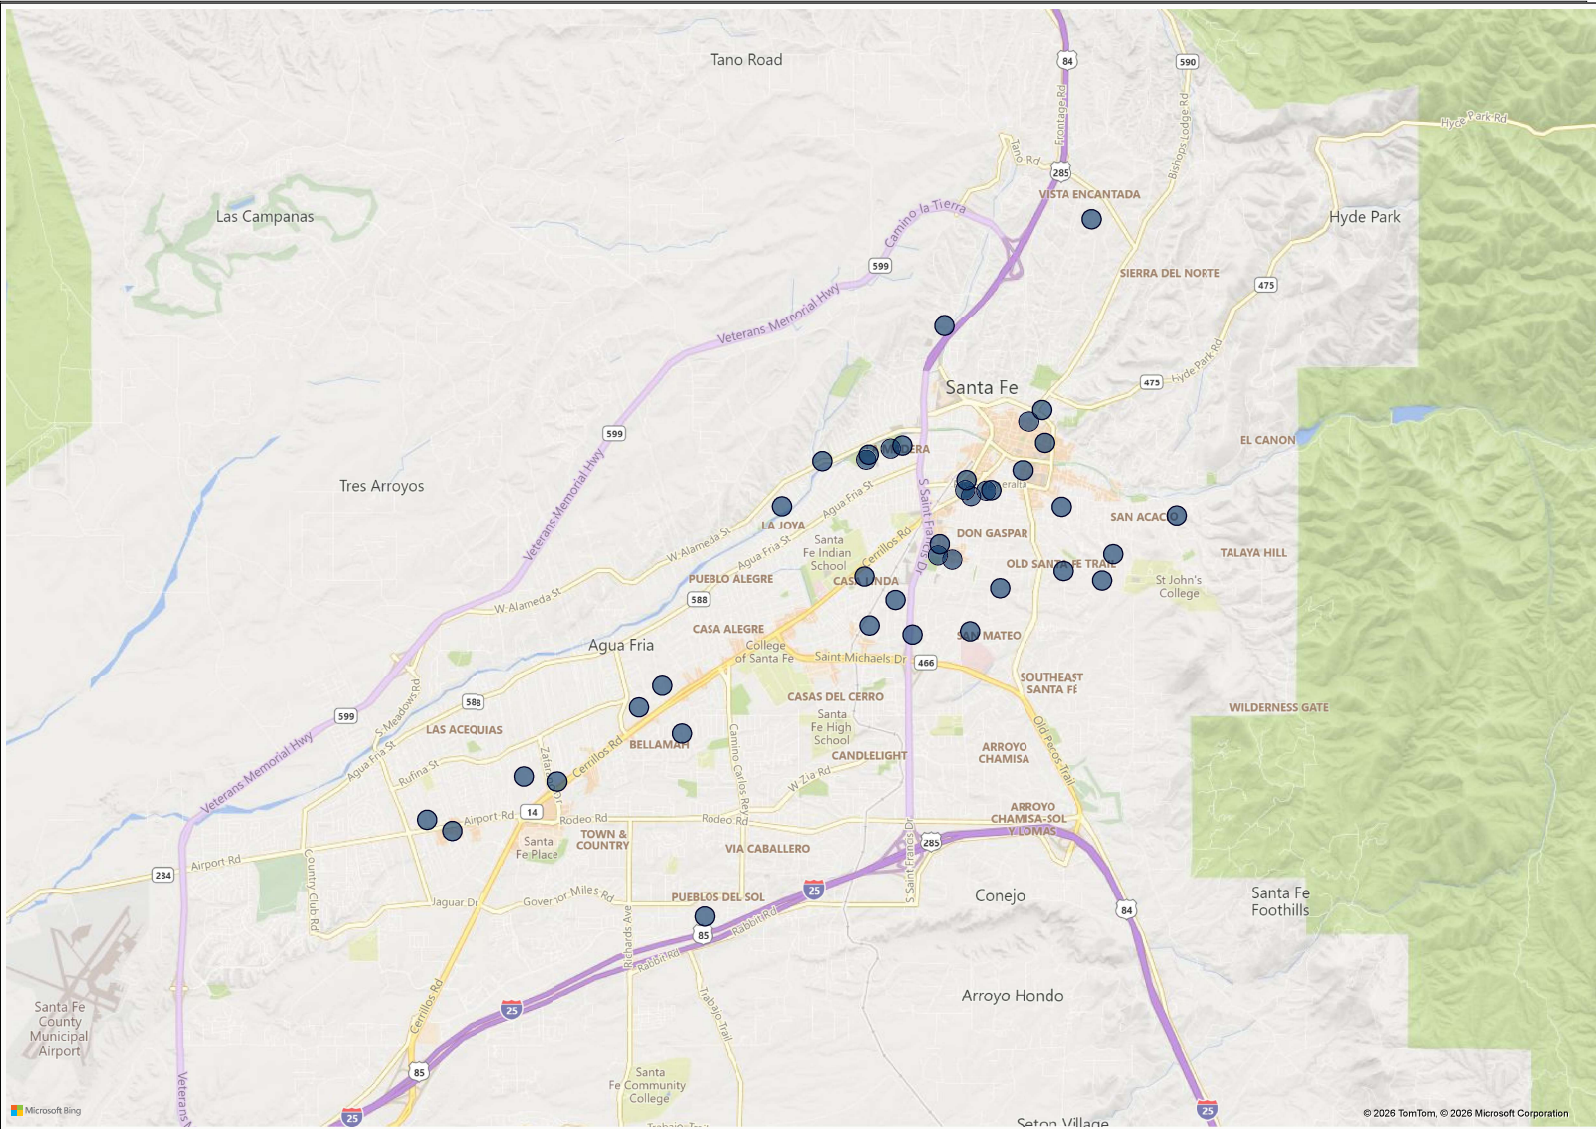 Tano Road
84
590
Frontage Rd
Bishops Lodge Rd
Hyde Park Rd
Tano Rd
285
VISTA ENCANTADA
Las Campanas
Camino la Tierra
Hyde Park
599
SIERRA DEL NORTE
475
Veterans Memorial Hwy
Santa Fe
475
Hyde Park Rd
599
EL CANON
Tres Arroyos
Veterans Memorial Hwy
Agua Fria St
S Saint Francis Dr
SAN ACACIO
LA JOYA
W Alameda St
Agua Fria St
Santa
Fe Indian
School
Cerrillos Rd
DON GASPAR
TALAYA HILL
OLD SANTA FE TRAIL
PUEBLO ALEGRE
CASA LINDA
St John's
College
W Alameda St
588
CASA ALEGRE
Agua Fria
College
of Santa Fe
Saint Michaels Dr
SAN MATEO
466
SOUTHEAST
SANTA FE
S Meadows Rd
588
CASAS DEL CERRO
WILDERNESS GATE
599
LAS ACEQUIAS
Santa
Fe High
School
Old Pecos Trail
BELLAMAH
CANDLELIGHT
ARROYO
CHAMISA
Veterans Memorial Hwy
Agua Fria St
Rufina St
Cerrillos Rd
Camino Carlos Rey
W Zia Rd
14
Airport Rd
Rodeo Rd
Rodeo Rd
ARROYO
CHAMISA-SOL
Y LOMAS
TOWN &
COUNTRY
Santa
Fe Place
VIA CABALLERO
285
S Saint Francis Dr
Airport Rd
234
Country Club Rd
25
Jaguar Dr
Governor Miles Rd
PUEBLOS DEL SOL
Conejo
Santa Fe
Foothills
84
85
Rabbit Rd
Richards Ave
Rabbit Rd
Arroyo Hondo
Trabajo Trail
Cerrillos Rd
25
Santa Fe
County
Municipal
Airport
85
Santa
Fe Community
College
25
25
Seton Village
Microsoft Bing
© 2026 TomTom, © 2026 Microsoft Corporation